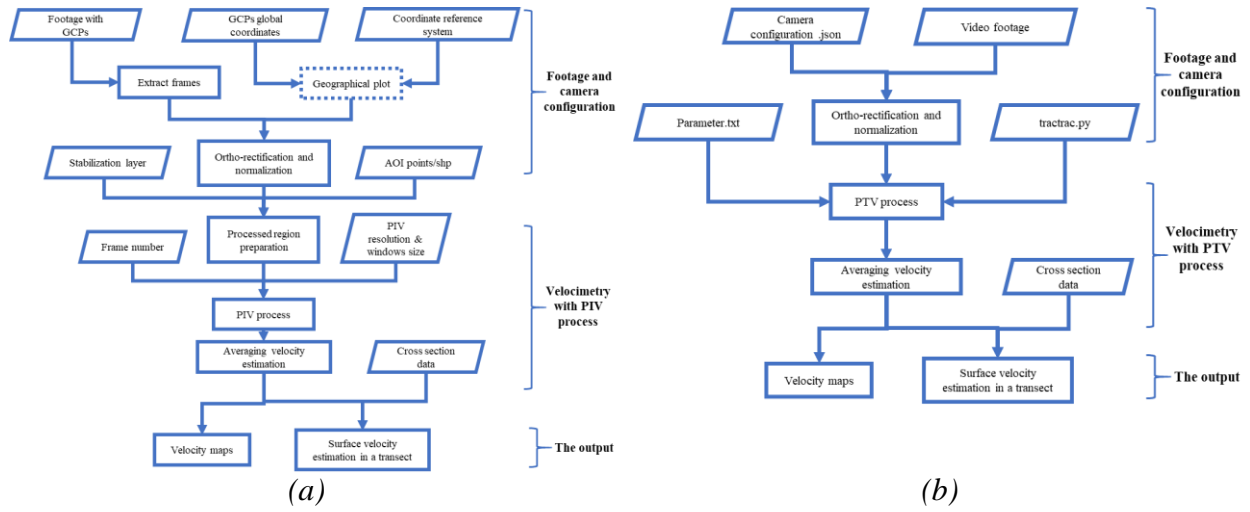 Footage with
GCPs
GCPs global
coordinates
Coordinate reference
system
Extract frames
Geographical plot
Footage and
camera
configuration
Ortho-rectification and
normalization
Stabilization layer
AOI points/shp
Processed region
preparation
Frame number
PIV
resolution &
windows size
PIV process
Velocimetry
with PIV
process
Averaging velocity
estimation
Cross section
data
Velocity maps
Surface velocity
estimation in a transect
The output
(a)
Camera
configuration .json
Video footage
Footage and
camera
configuration
Ortho-rectification and
normalization
Parameter.txt
tractrac.py
PTV process
Velocimetry
with PTV
process
Averaging velocity
estimation
Cross section
data
Velocity maps
Surface velocity
estimation in a transect
The output
(b)